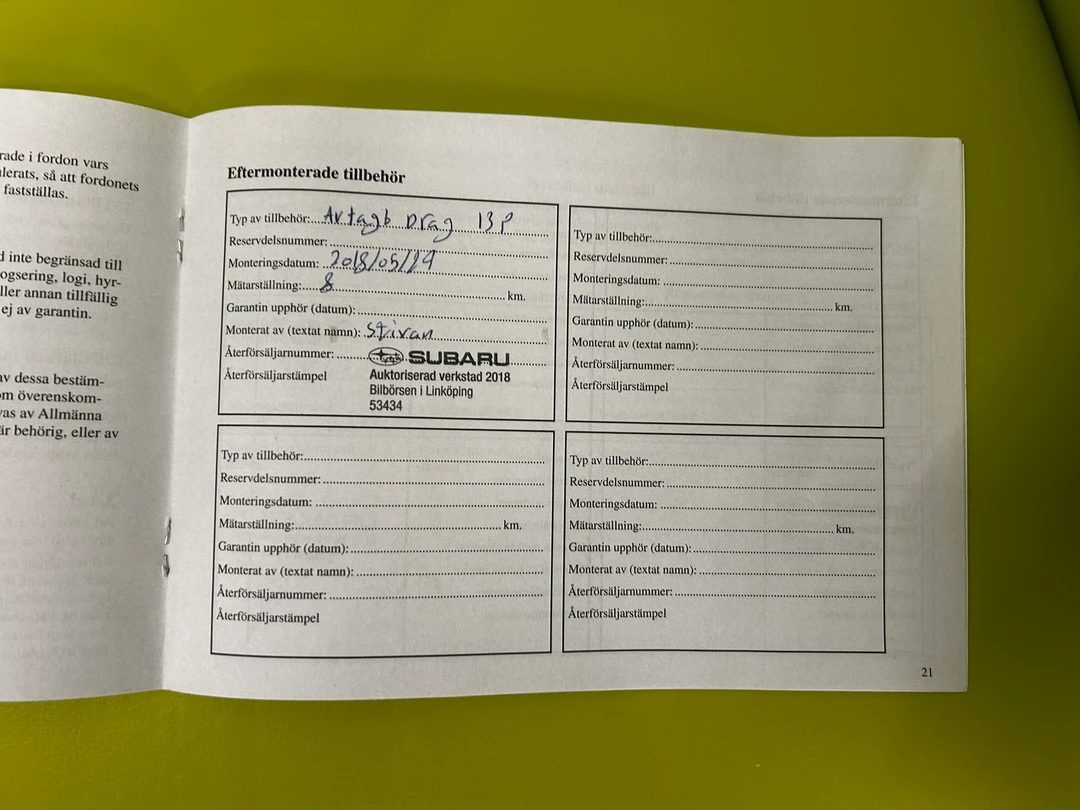 rade i fordon vars
lerats, så att fordonets
fastställas.
d inte begränsad till
ogsering, logi, hyr-
ller annan tillfällig
ej av garantin.
av dessa bestäm-
om överenskom-
vas av Allmänna
är behörig, eller av
Eftermonterade tillbehör
Typ av tillbehör: Avtagb Drag 13P
Reservdelsnummer:
Monteringsdatum: 2018/05/29
Mätarställning: 8 km.
Garantin upphör (datum):
Monterat av (textat namn): Stivan
Återförsäljarnummer: SUBARU
Återförsäljarstämpel Auktoriserad verkstad 2018
Bilbörsen i Linköping
53434
Typ av tillbehör:
Reservdelsnummer:
Monteringsdatum:
Mätarställning: km.
Garantin upphör (datum):
Monterat av (textat namn):
Återförsäljarnummer:
Återförsäljarstämpel
Typ av tillbehör:
Reservdelsnummer:
Monteringsdatum:
Mätarställning: km.
Garantin upphör (datum):
Monterat av (textat namn):
Återförsäljarnummer:
Återförsäljarstämpel
Typ av tillbehör:
Reservdelsnummer:
Monteringsdatum:
Mätarställning: km.
Garantin upphör (datum):
Monterat av (textat namn):
Återförsäljarnummer:
Återförsäljarstämpel
21